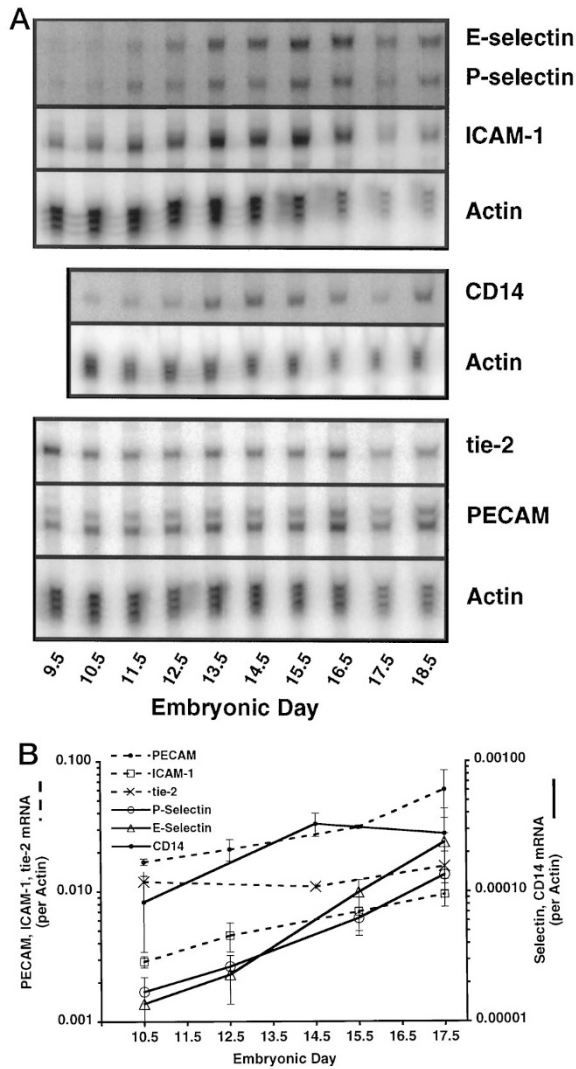 A
E-selectin
P-selectin
ICAM-1
Actin
CD14
Actin
tie-2
PECAM
Actin
9.5 10.5 11.5 12.5 13.5 14.5 15.5 16.5 17.5 18.5
Embryonic Day
B
PECAM
ICAM-1
tie-2
P-Selectin
E-Selectin
CD14
PECAM, ICAM-1, tie-2 mRNA
(per Actin)
0.100
0.010
0.001
0.00100
0.00010
0.00001
Selectin, CD14 mRNA
(per Actin)
10.5 11.5 12.5 13.5 14.5 15.5 16.5 17.5
Embryonic Day